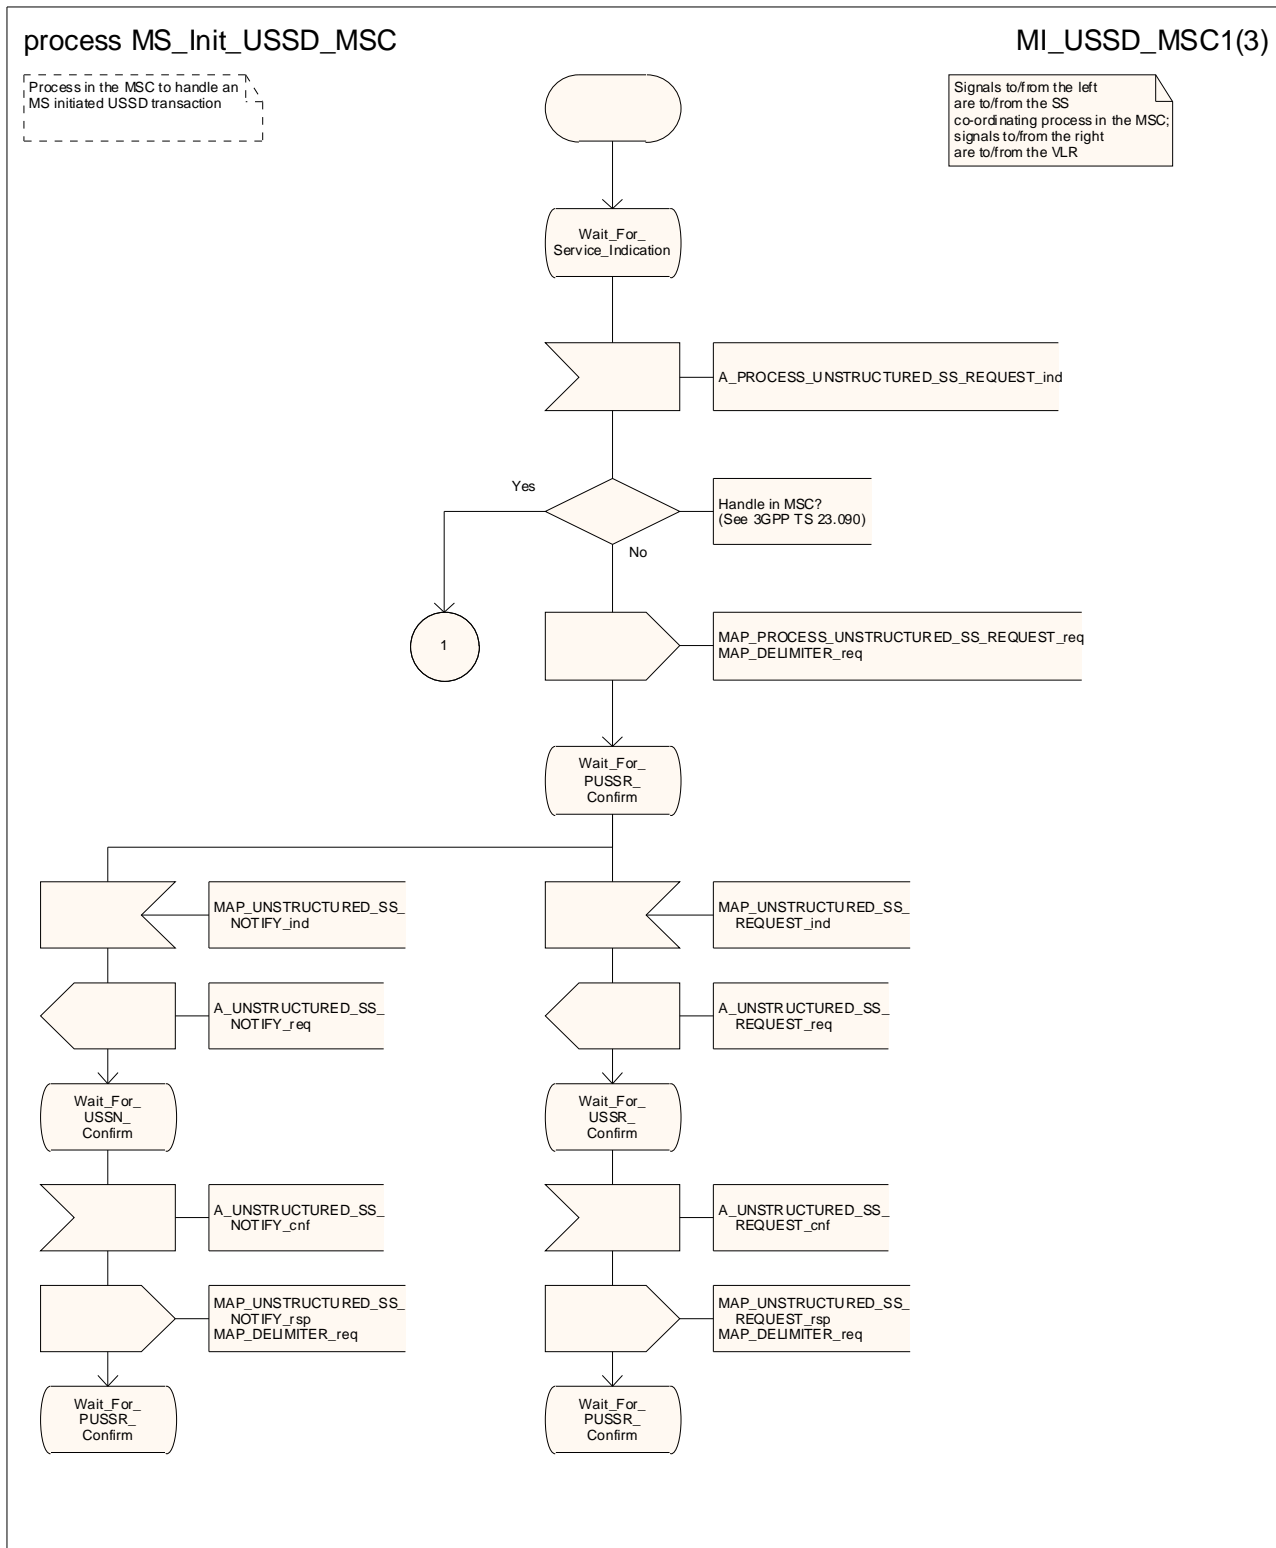 process MS_Init_USSD_MSC
MI_USSD_MSC1(3)
Process in the MSC to handle an
MS initiated USSD transaction
Signals to/from the left
are to/from the SS
co-ordinating process in the MSC;
signals to/from the right
are to/from the VLR
Wait_For_
Service_Indication
A_PROCESS_UNSTRUCTURED_SS_REQUEST_ind
Yes
Handle in MSC?
(See 3GPP TS 23.090)
No
1
MAP_PROCESS_UNSTRUCTURED_SS_REQUEST_req
MAP_DELIMITER_req
Wait_For_
PUSSR_
Confirm
MAP_UNSTRUCTURED_SS_
NOTIFY_ind
MAP_UNSTRUCTURED_SS_
REQUEST_ind
A_UNSTRUCTURED_SS_
NOTIFY_req
A_UNSTRUCTURED_SS_
REQUEST_req
Wait_For_
USSN_
Confirm
Wait_For_
USSR_
Confirm
A_UNSTRUCTURED_SS_
NOTIFY_cnf
A_UNSTRUCTURED_SS_
REQUEST_cnf
MAP_UNSTRUCTURED_SS_
NOTIFY_rsp
MAP_DELIMITER_req
MAP_UNSTRUCTURED_SS_
REQUEST_rsp
MAP_DELIMITER_req
Wait_For_
PUSSR_
Confirm
Wait_For_
PUSSR_
Confirm